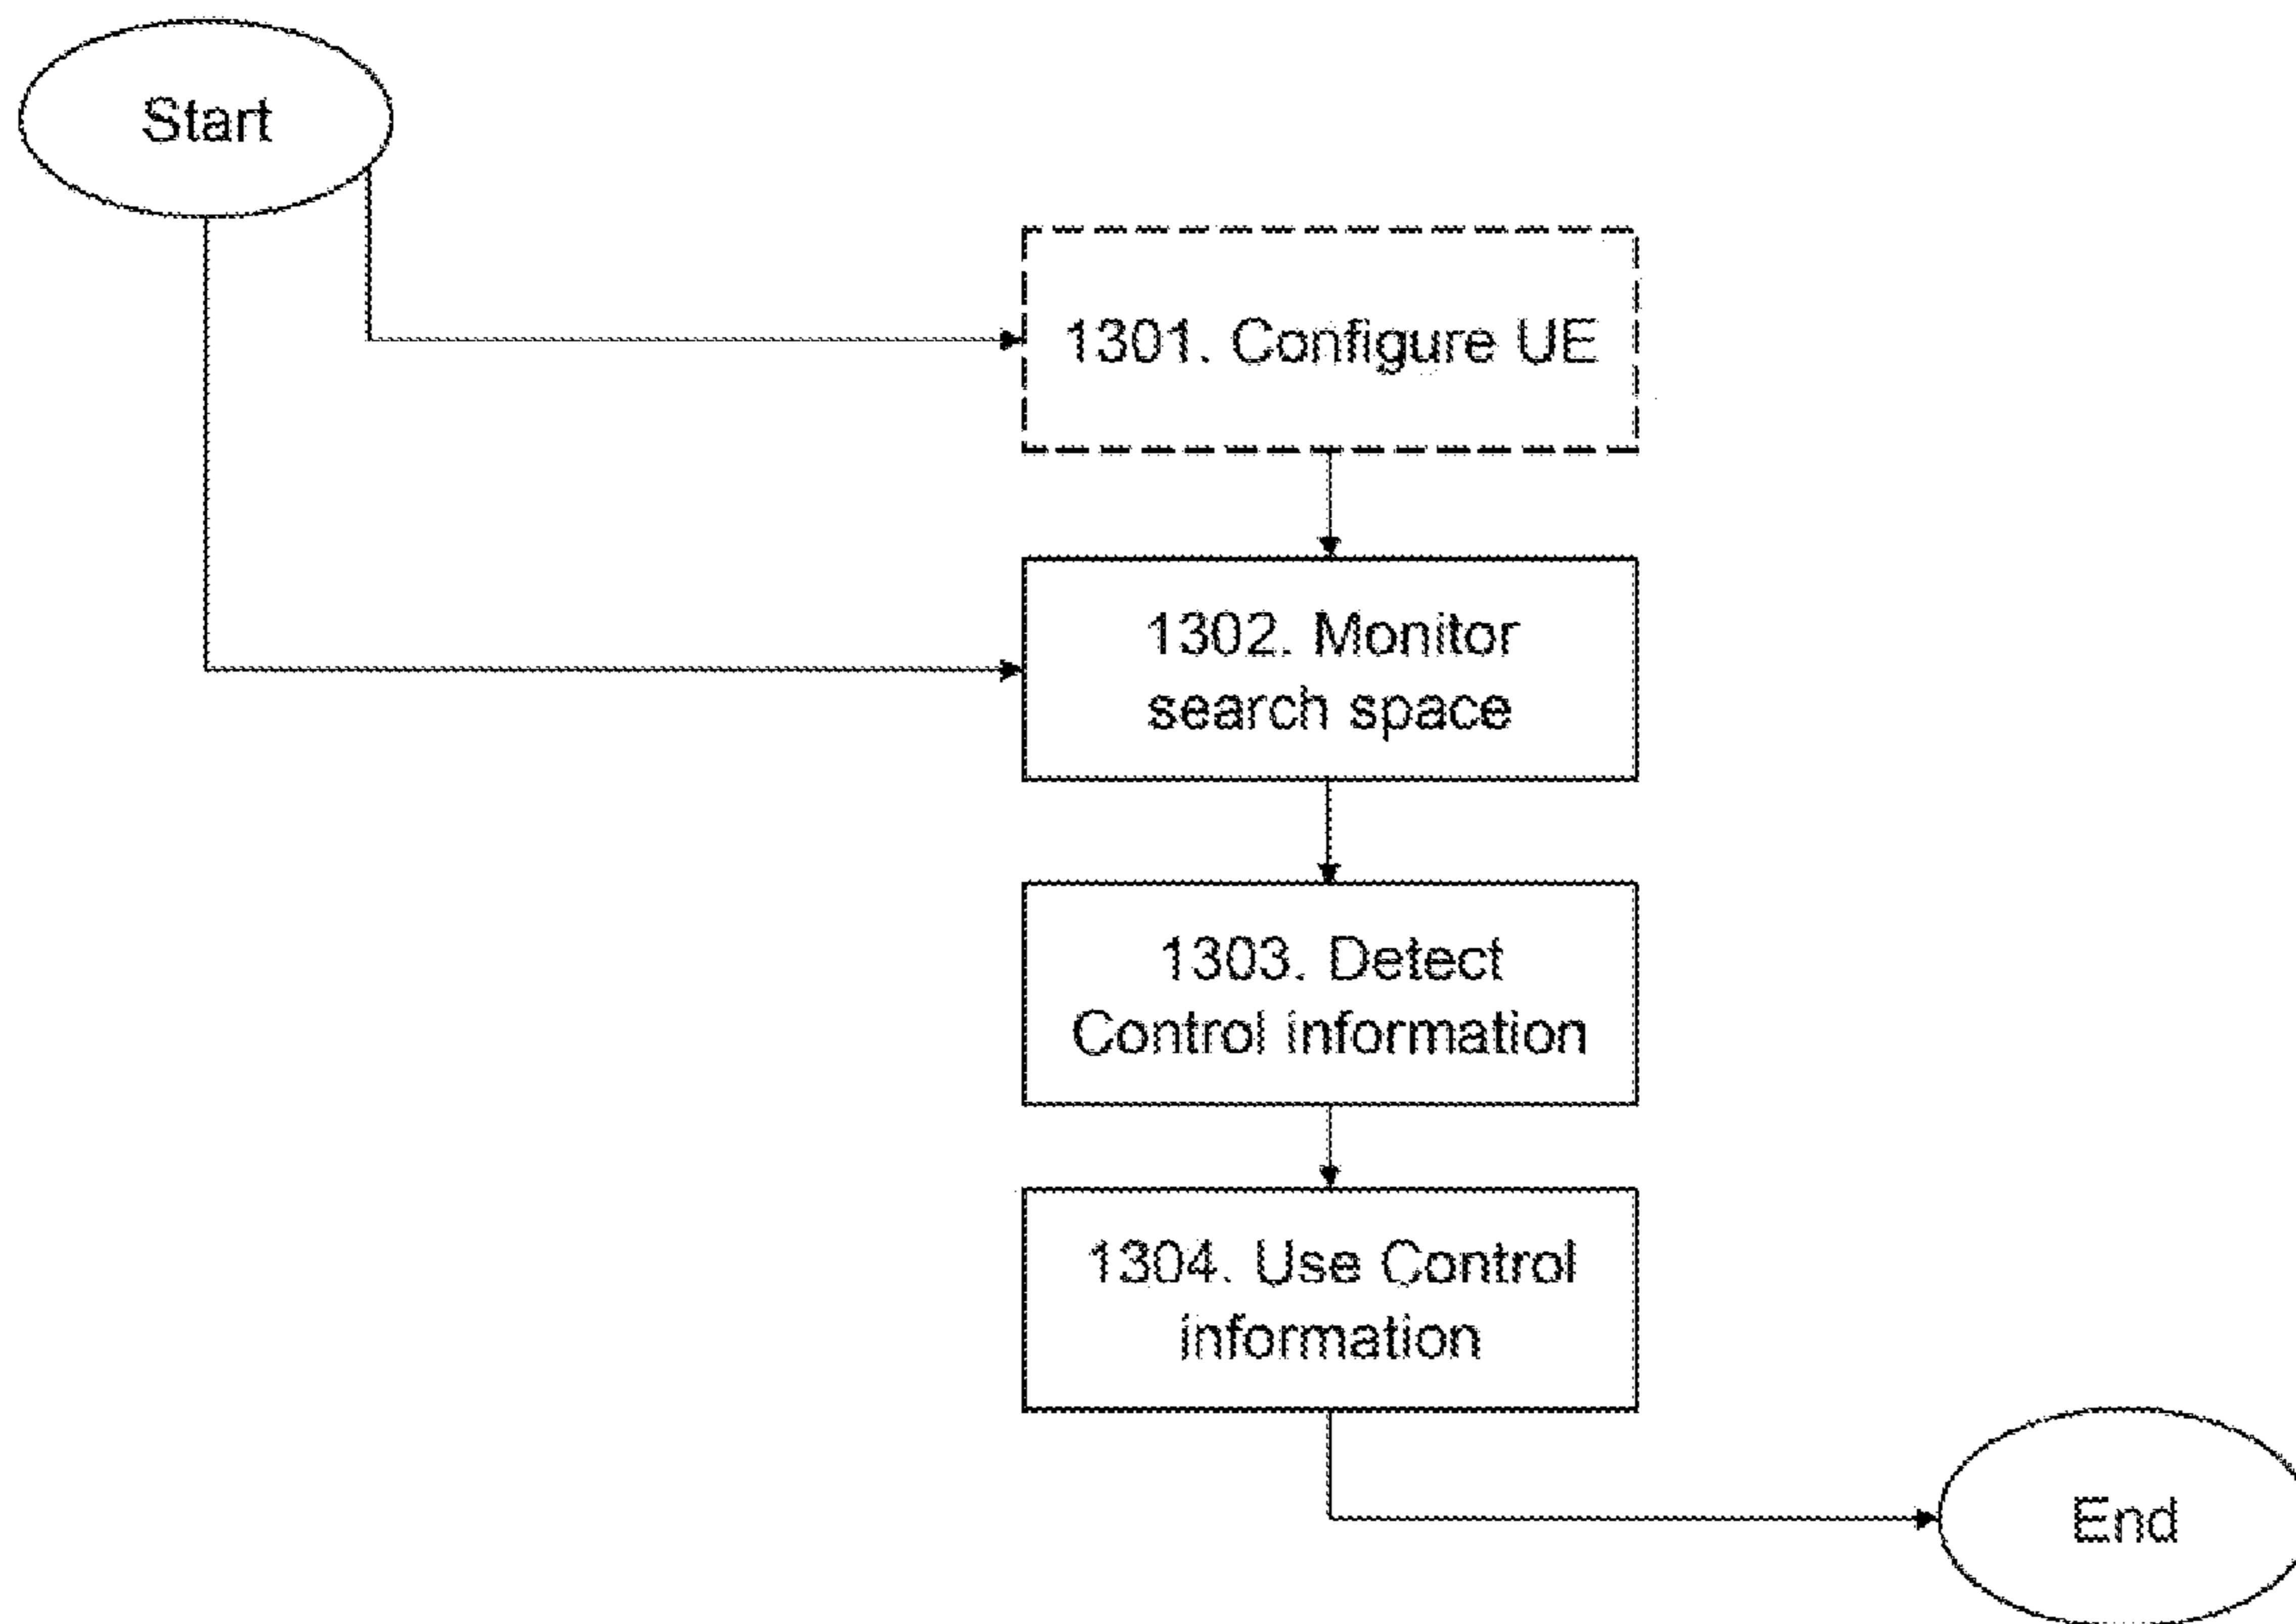 Start
1301. Configure UE
1302. Monitor
search space
1303. Detect
Control information
1304. Use Control
information
End